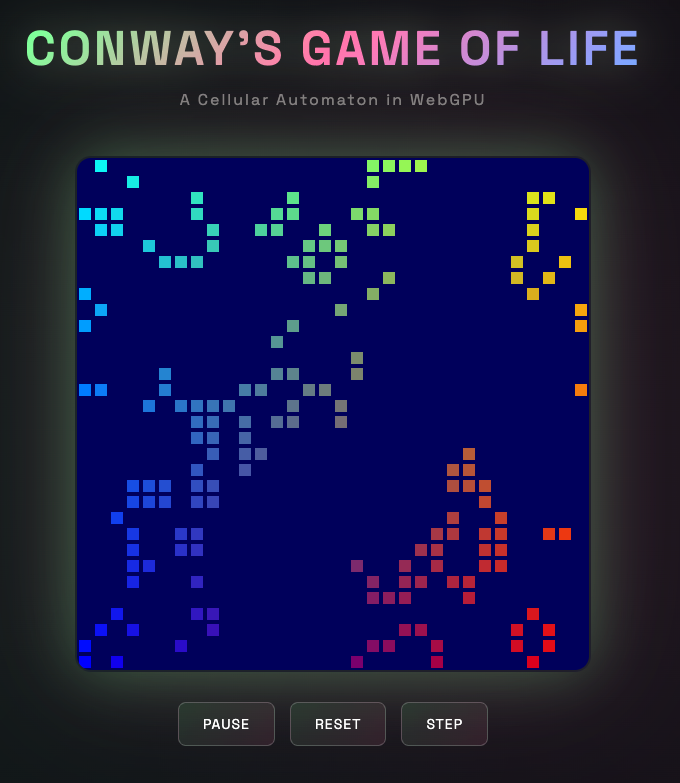 CONWAY’S GAME OF LIFE
A Cellular Automaton in WebGPU
PAUSE
RESET
STEP